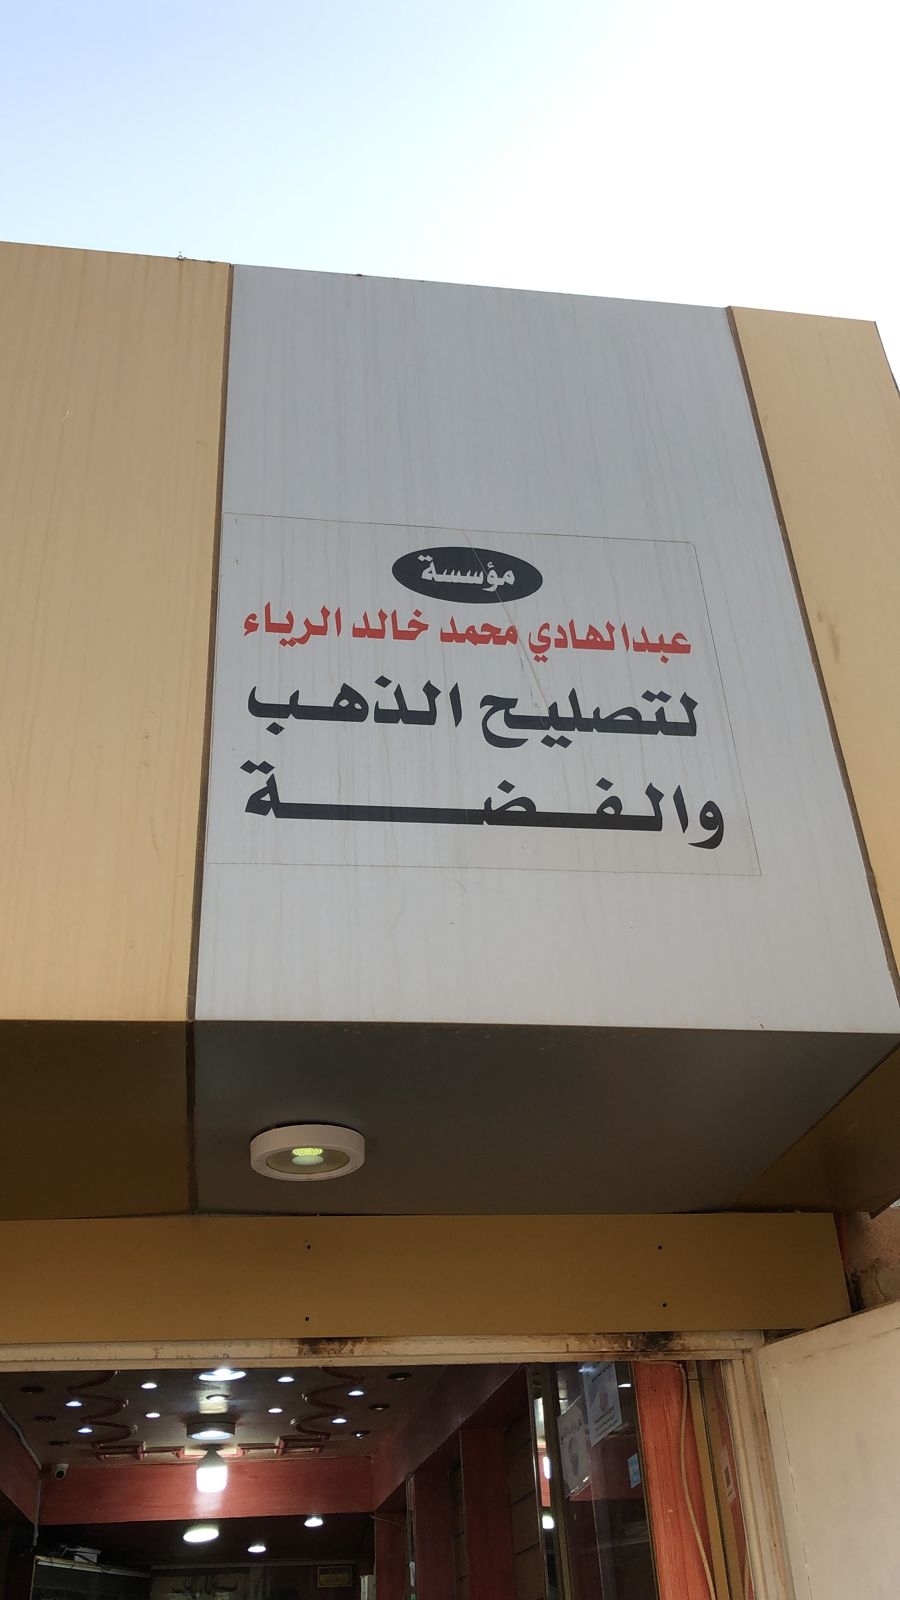 مؤسسة
عبدالهادي محمد خالد الرياء
لتصليح الذهب
والفضة